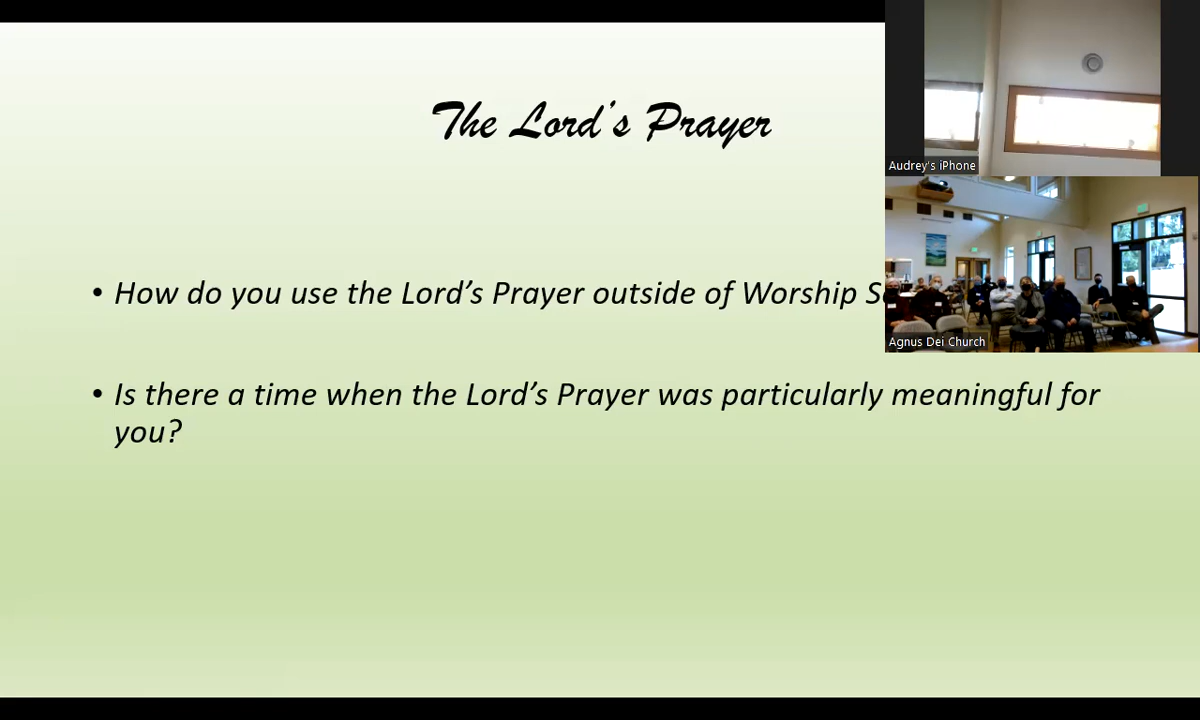 The Lord's Prayer
• How do you use the Lord's Prayer outside of Worship
• Is there a time when the Lord's Prayer was particularly meaningful for
you?
Audrey's iPhone
Agnus Dei Church